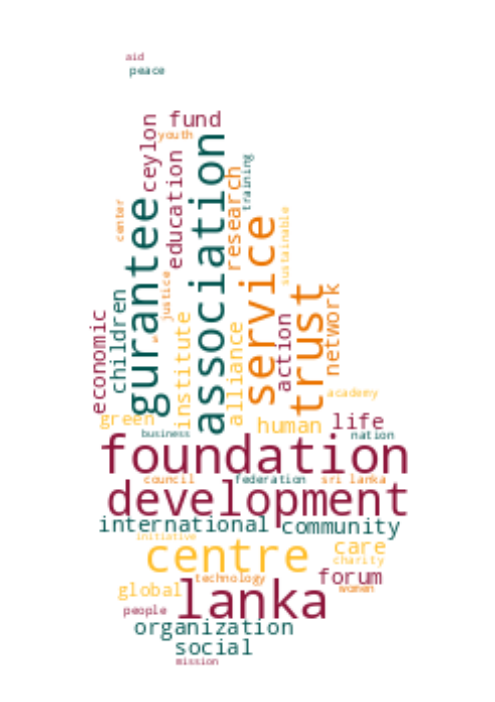 aid
peace
fund
youth
ceylon
education
association
research
training
center
gurantee
service
sustainable
justice
children
economic
institute
alliance
action
trust
network
academy
green
human
life
business
nation
foundation
council
federation
sri lanka
development
international
community
initiative
centre
care
charity
technology
forum
global
women
lanka
people
organization
social
mission